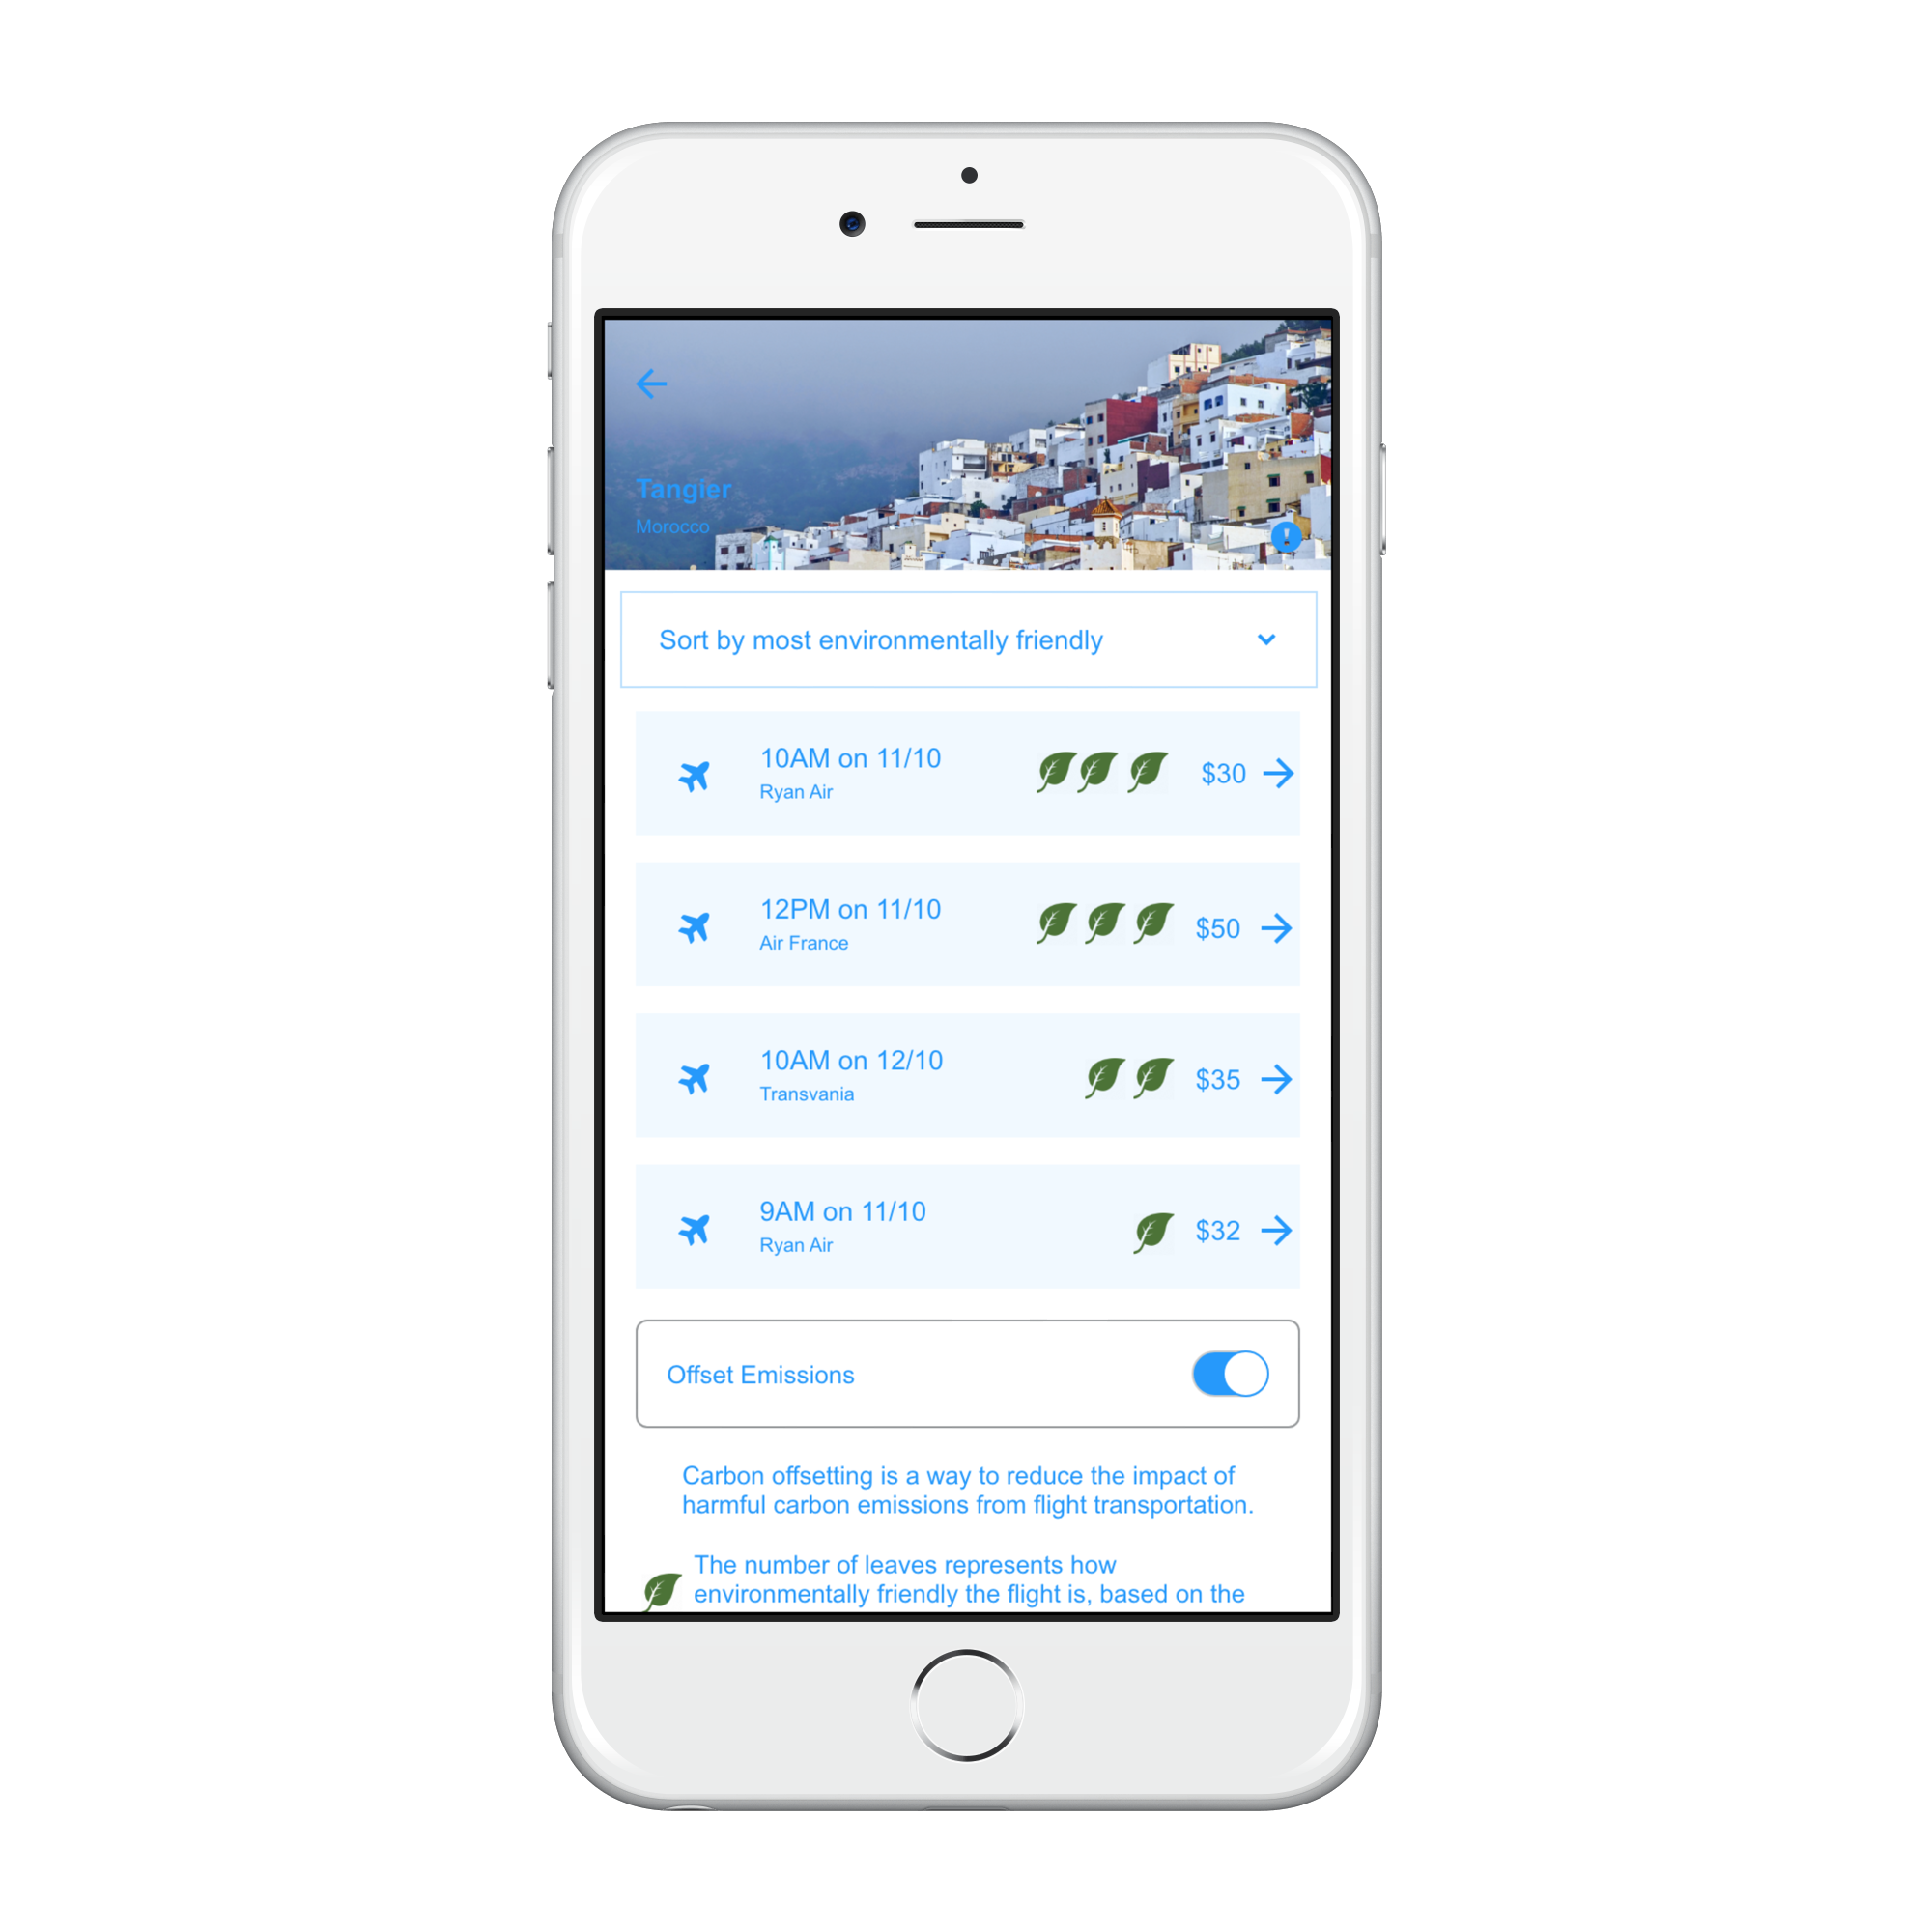 Tangier
Morocco
Sort by most environmentally friendly
10AM on 11/10
Ryan Air
$30
12PM on 11/10
Air France
$50
10AM on 12/10
Transvania
$35
9AM on 11/10
Ryan Air
$32
Offset Emissions
Carbon offsetting is a way to reduce the impact of
harmful carbon emissions from flight transportation.
The number of leaves represents how
environmentally friendly the flight is, based on the